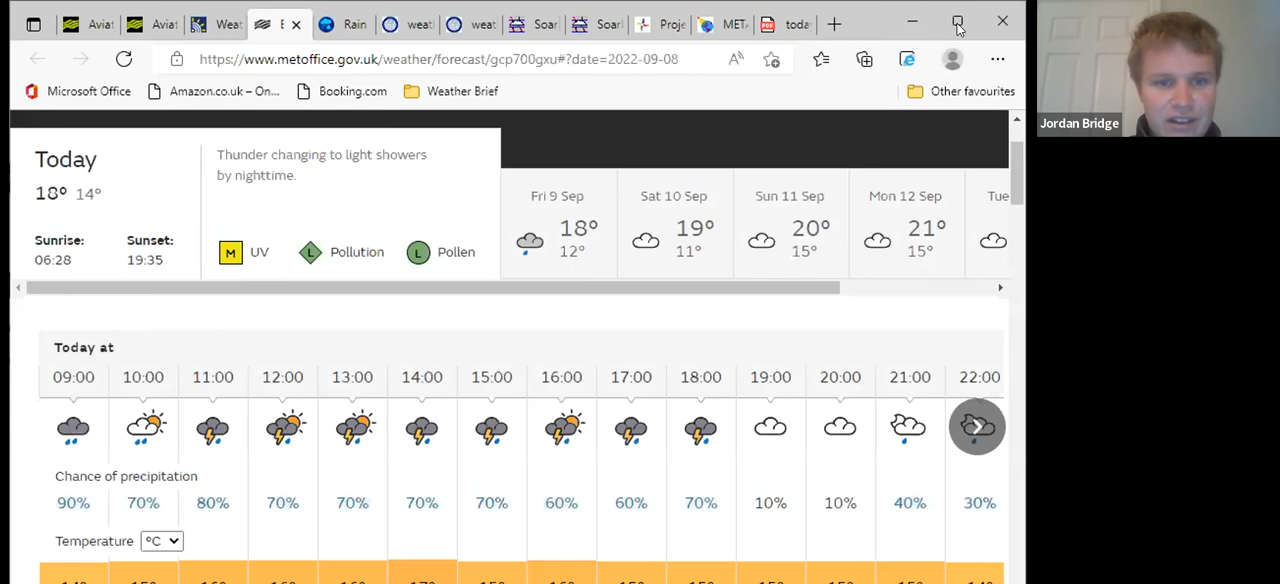 Aviat
Aviat
Weat
Rain
weat
weat
Soar
Soar
Proje
META
toda
https://www.metoffice.gov.uk/weather/forecast/gcp700gxu#?date=2022-09-08
Microsoft Office
Amazon.co.uk – On...
Booking.com
Weather Brief
Other favourites
Jordan Bridge
Today
18° 14°
Sunrise:
06:28
Sunset:
19:35
Thunder changing to light showers
by nighttime.
M UV
L Pollution
L Pollen
Fri 9 Sep
18°
12°
Sat 10 Sep
19°
11°
Sun 11 Sep
20°
15°
Mon 12 Sep
21°
15°
Tue
Today at
09:00 10:00 11:00 12:00 13:00 14:00 15:00 16:00 17:00 18:00 19:00 20:00 21:00 22:00
Chance of precipitation
90% 70% 80% 70% 70% 70% 70% 60% 60% 70% 10% 10% 40% 30%
Temperature °C